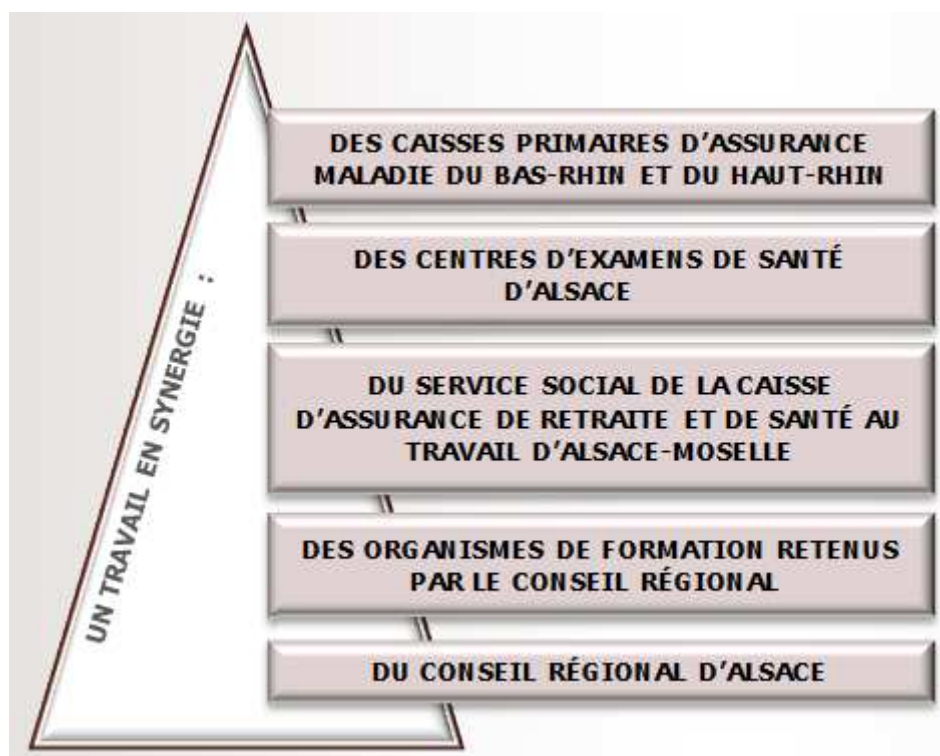 UN TRAVAIL EN SYNERGIE :
DES CAISSES PRIMAIRES D'ASSURANCE
MALADIE DU BAS-RHIN ET DU HAUT-RHIN
DES CENTRES D'EXAMENS DE SANTÉ
D'ALSACE
DU SERVICE SOCIAL DE LA CAISSE
D'ASSURANCE DE RETRAITE ET DE SANTÉ AU
TRAVAIL D'ALSACE-MOSELLE
DES ORGANISMES DE FORMATION RETENUS
PAR LE CONSEIL RÉGIONAL
DU CONSEIL RÉGIONAL D'ALSACE